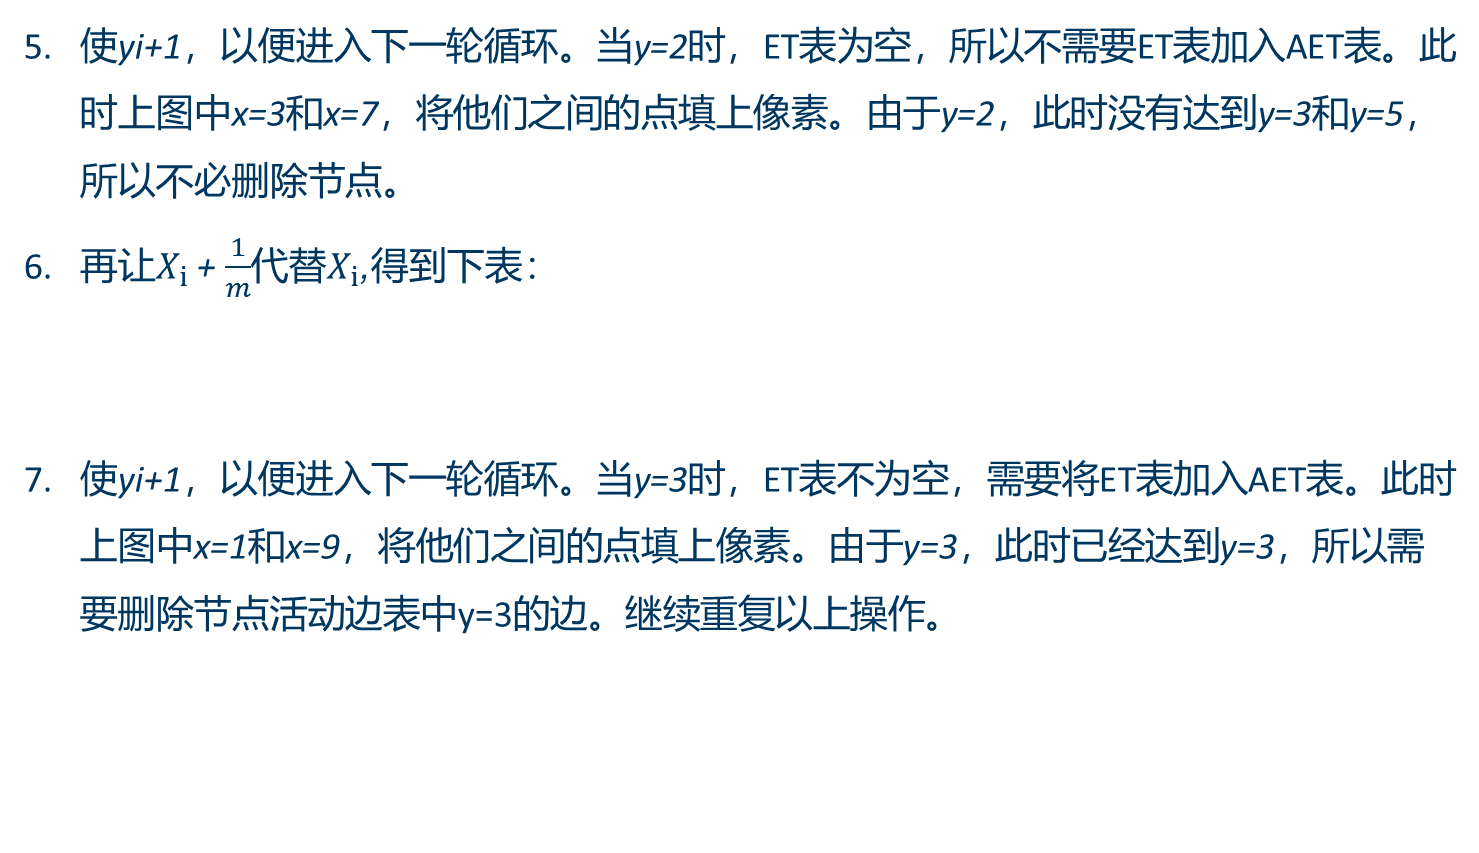 5. 使yi+1，以便进入下一轮循环。当y=2时，ET表为空，所以不需要ET表加入AET表。此
时上图中x=3和x=7，将他们之间的点填上像素。由于y=2，此时没有达到y=3和y=5，
所以不必删除节点。
6. 再让Xi + 1/m代替Xi,得到下表：
7. 使yi+1，以便进入下一轮循环。当y=3时，ET表不为空，需要将ET表加入AET表。此时
上图中x=1和x=9，将他们之间的点填上像素。由于y=3，此时已经达到y=3，所以需
要删除节点活动边表中y=3的边。继续重复以上操作。